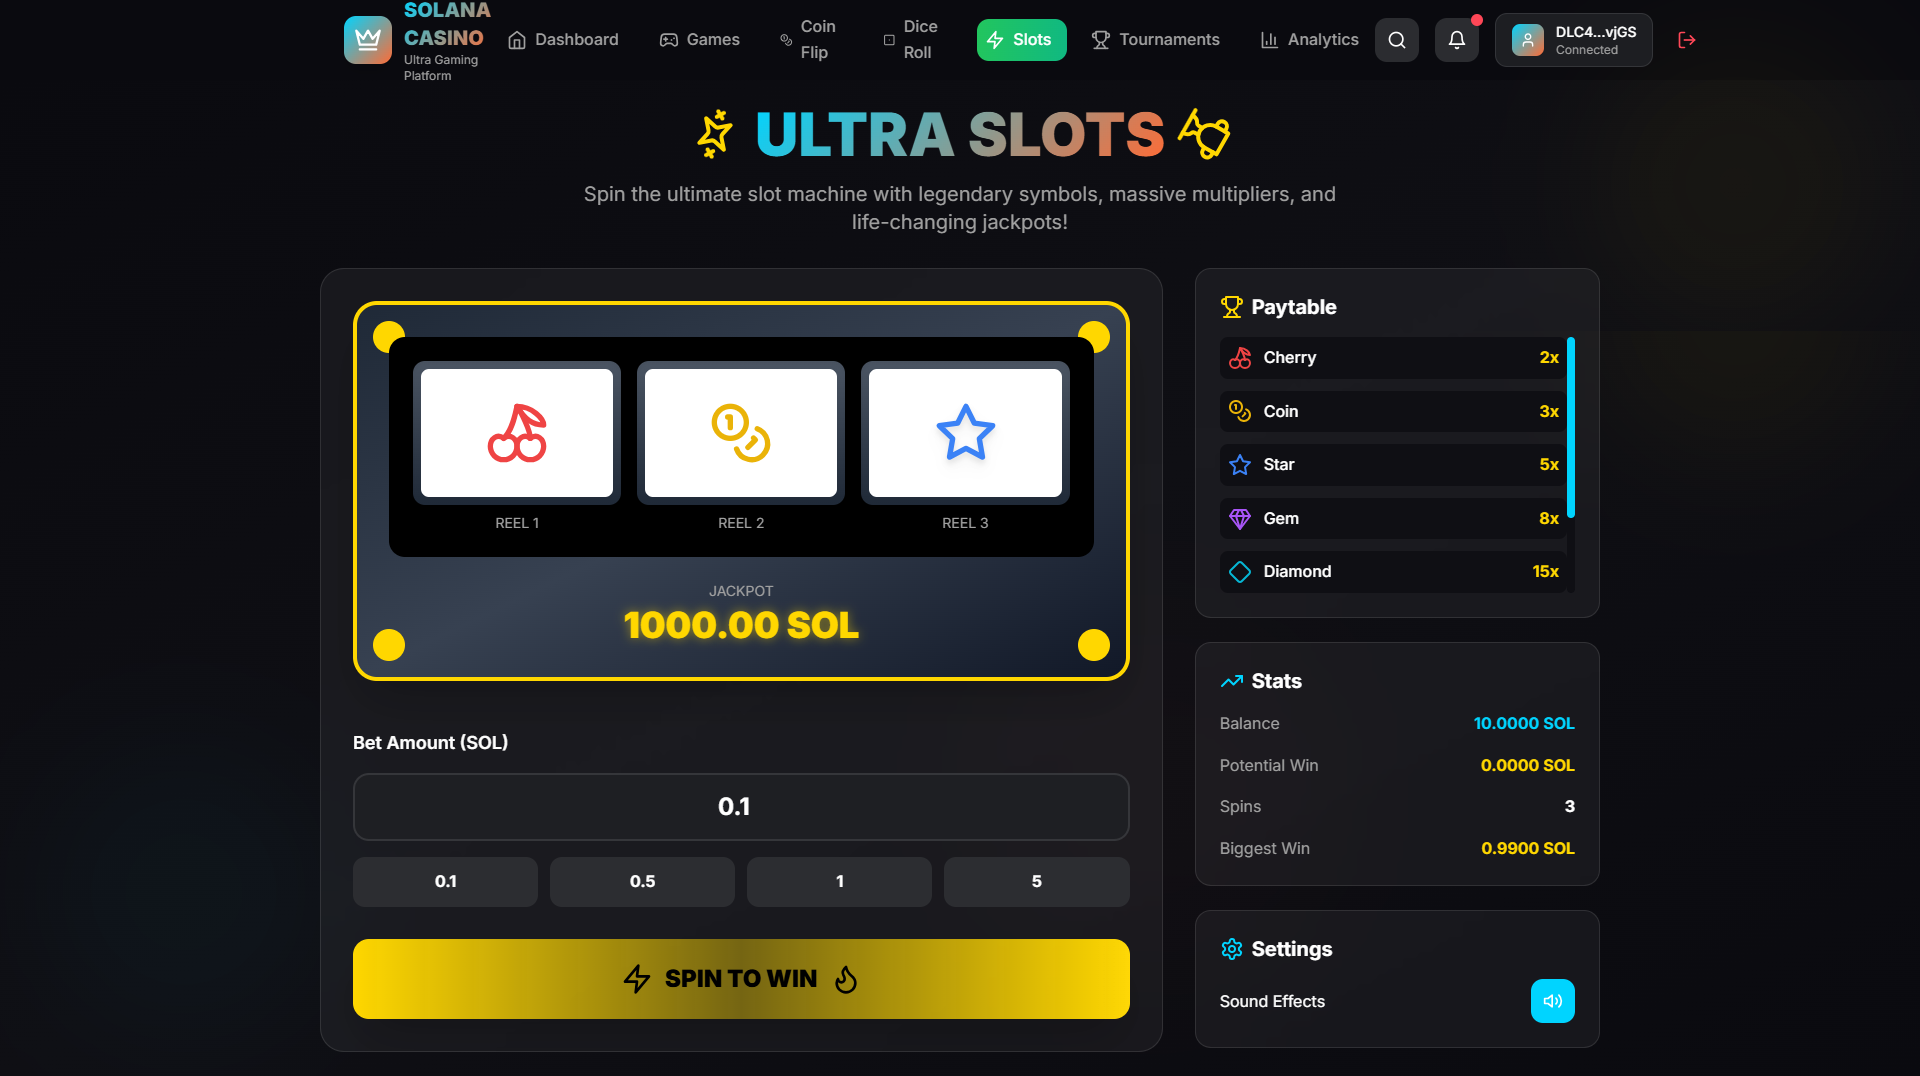 SOLANA
CASINO
Ultra Gaming
Platform
Dashboard
Games
Coin
Flip
Dice
Roll
Slots
Tournaments
Analytics
DLC4...vjGS
Connected
ULTRA SLOTS
Spin the ultimate slot machine with legendary symbols, massive multipliers, and
life-changing jackpots!
REEL 1
REEL 2
REEL 3
JACKPOT
1000.00 SOL
Bet Amount (SOL)
0.1
0.1
0.5
1
5
SPIN TO WIN
Paytable
Cherry 2x
Coin 3x
Star 5x
Gem 8x
Diamond 15x
Stats
Balance 10.0000 SOL
Potential Win 0.0000 SOL
Spins 3
Biggest Win 0.9900 SOL
Settings
Sound Effects